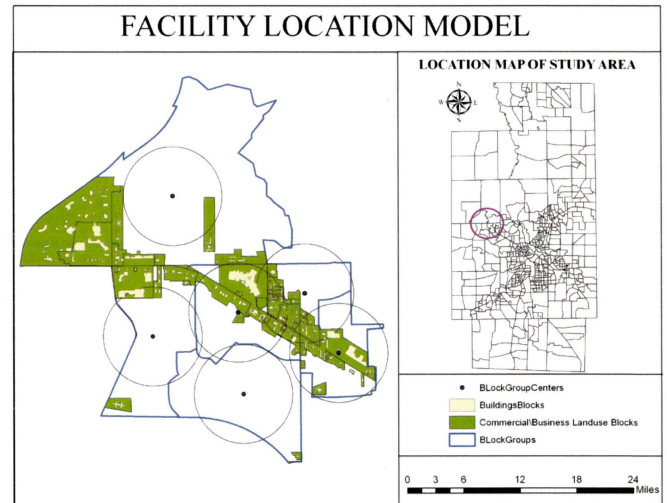 FACILITY LOCATION MODEL
LOCATION MAP OF STUDY AREA
N
W E
S
BLockGroupCenters
BuildingsBlocks
Commercial\Business Landuse Blocks
BLockGroups
0 3 6 12 18 24
Miles